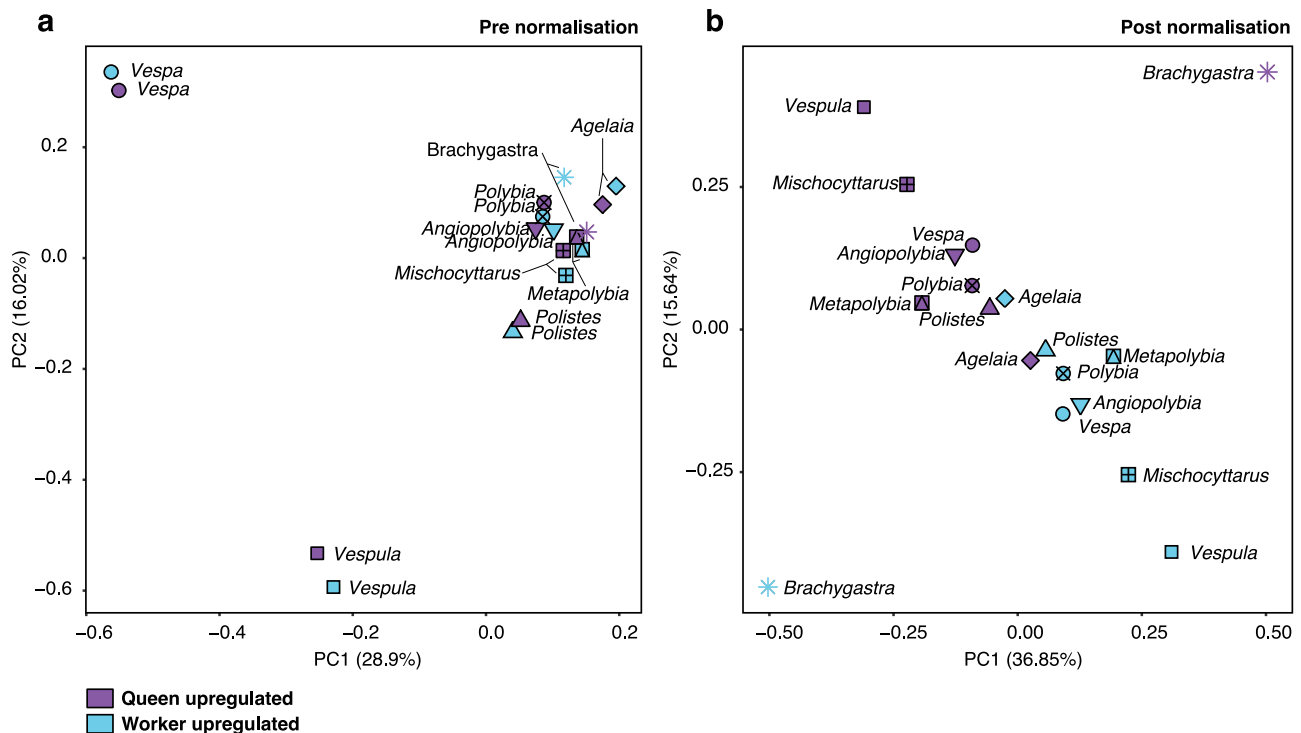 a
Pre normalisation
Vespa
Vespa
Agelaia
Brachygastra
Polybia
Polybia
Angiopolybia
Angiopolybia
Mischocyttarus
Metapolybia
Polistes
Polistes
Vespula
Vespula
0.2
0.0
−0.2
−0.4
−0.6
PC2 (16.02%)
−0.6
−0.4
−0.2
0.0
0.2
PC1 (28.9%)
Queen upregulated
Worker upregulated
b
Post normalisation
Brachygastra
Vespula
Mischocyttarus
Vespa
Angiopolybia
Polybia
Agelaia
Metapolybia
Polistes
Polistes
Agelaia
Metapolybia
Polybia
Angiopolybia
Vespa
Mischocyttarus
Vespula
Brachygastra
0.25
0.00
−0.25
PC2 (15.64%)
−0.50
−0.25
0.00
0.25
0.50
PC1 (36.85%)